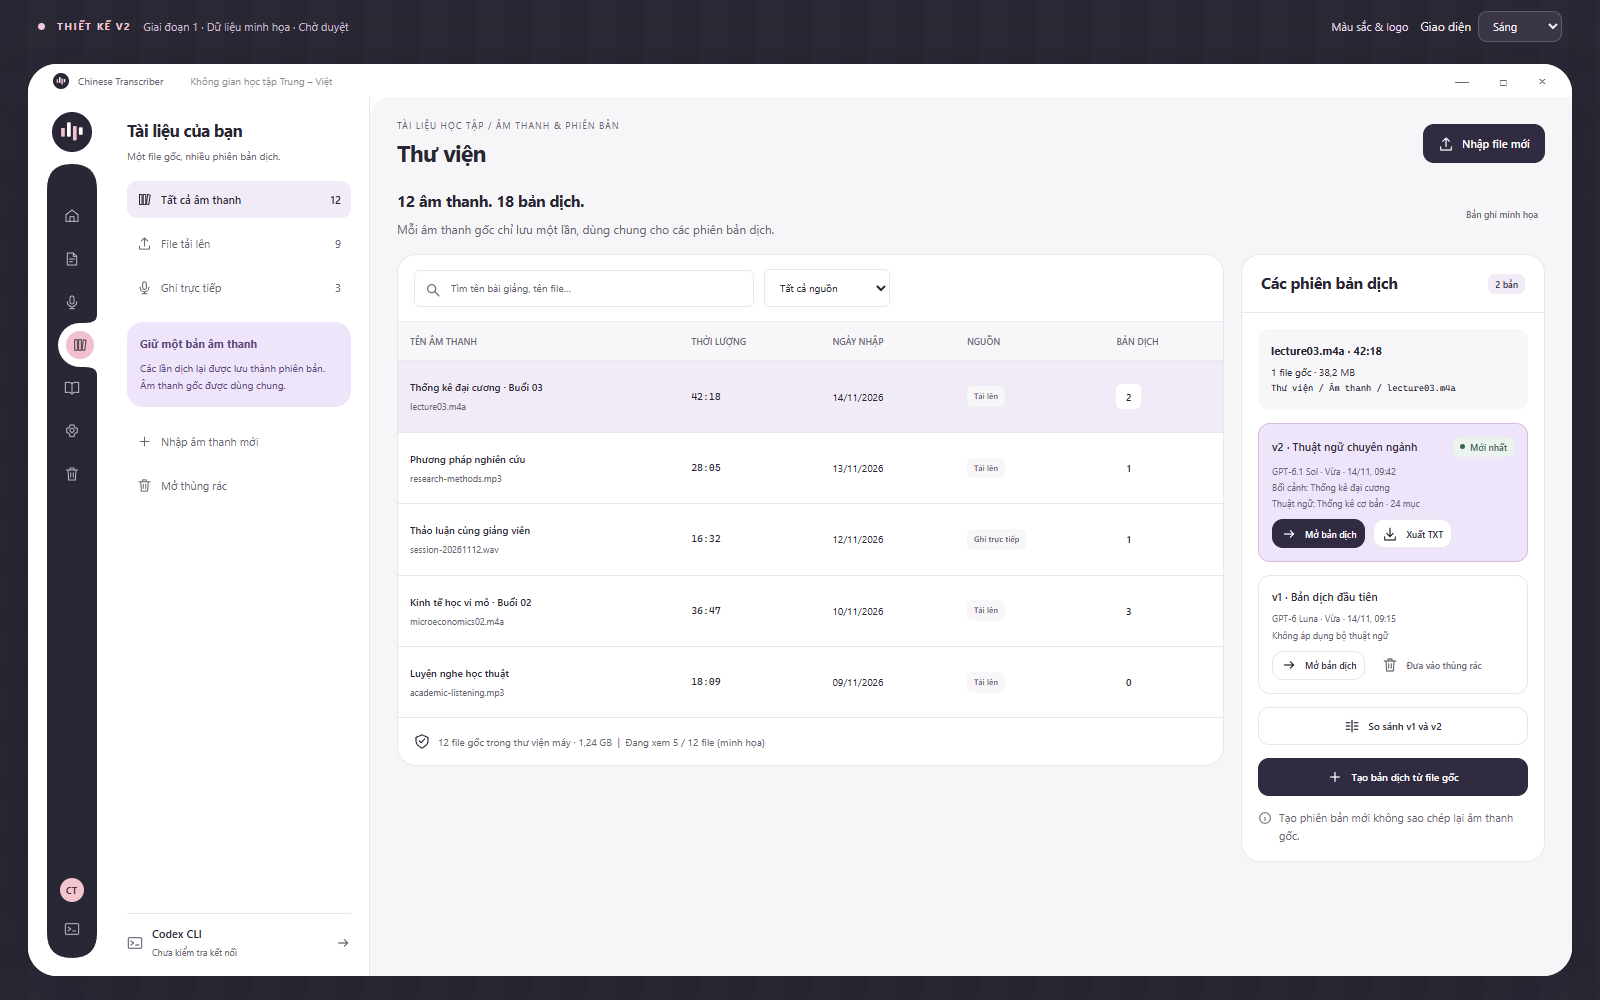 THIẾT KẾ V2
Giai đoạn 1 · Dữ liệu minh họa · Chờ duyệt
Màu sắc & logo
Giao diện
Sáng
Chinese Transcriber
Không gian học tập Trung – Việt
Tài liệu của bạn
Một file gốc, nhiều phiên bản dịch.
Tất cả âm thanh 12
File tải lên 9
Ghi trực tiếp 3
Giữ một bản âm thanh
Các lần dịch lại được lưu thành phiên bản.
Âm thanh gốc được dùng chung.
Nhập âm thanh mới
Mở thùng rác
CT
Codex CLI
Chưa kiểm tra kết nối
TÀI LIỆU HỌC TẬP / ÂM THANH & PHIÊN BẢN
Thư viện
Nhập file mới
12 âm thanh. 18 bản dịch.
Mỗi âm thanh gốc chỉ lưu một lần, dùng chung cho các phiên bản dịch.
Bản ghi minh họa
Tìm tên bài giảng, tên file...
Tất cả nguồn
TÊN ÂM THANH THỜI LƯỢNG NGÀY NHẬP NGUỒN BẢN DỊCH
Thống kê đại cương · Buổi 03
lecture03.m4a
42:18 14/11/2026 Tải lên 2
Phương pháp nghiên cứu
research-methods.mp3
28:05 13/11/2026 Tải lên 1
Thảo luận cùng giảng viên
session-20261112.wav
16:32 12/11/2026 Ghi trực tiếp 1
Kinh tế học vi mô · Buổi 02
microeconomics02.m4a
36:47 10/11/2026 Tải lên 3
Luyện nghe học thuật
academic-listening.mp3
18:09 09/11/2026 Tải lên 0
12 file gốc trong thư viện máy · 1,24 GB | Đang xem 5 / 12 file (minh họa)
Các phiên bản dịch
2 bản
lecture03.m4a · 42:18
1 file gốc · 38,2 MB
Thư viện / Âm thanh / lecture03.m4a
v2 · Thuật ngữ chuyên ngành
Mới nhất
GPT-6.1 Sol · Vừa · 14/11, 09:42
Bối cảnh: Thống kê đại cương
Thuật ngữ: Thống kê cơ bản · 24 mục
Mở bản dịch
Xuất TXT
v1 · Bản dịch đầu tiên
GPT-6 Luna · Vừa · 14/11, 09:15
Không áp dụng bộ thuật ngữ
Mở bản dịch
Đưa vào thùng rác
So sánh v1 và v2
Tạo bản dịch từ file gốc
Tạo phiên bản mới không sao chép lại âm thanh
gốc.